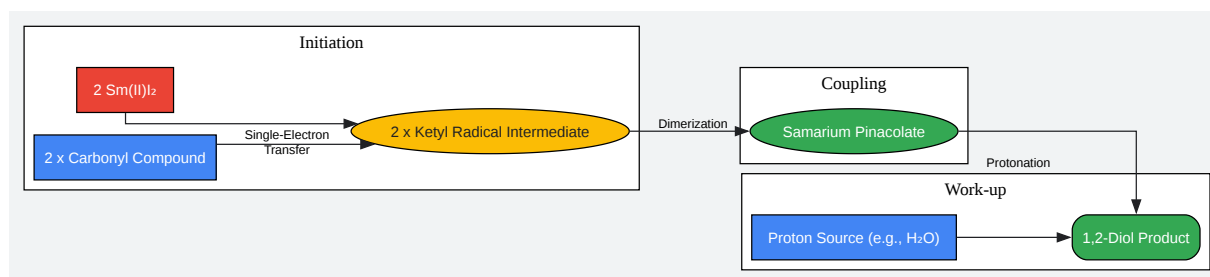 Initiation
2 Sm(II)I₂
2 x Carbonyl Compound
Single-Electron
Transfer
2 x Ketyl Radical Intermediate
Dimerization
Coupling
Samarium Pinacolate
Protonation
Work-up
Proton Source (e.g., H₂O)
1,2-Diol Product